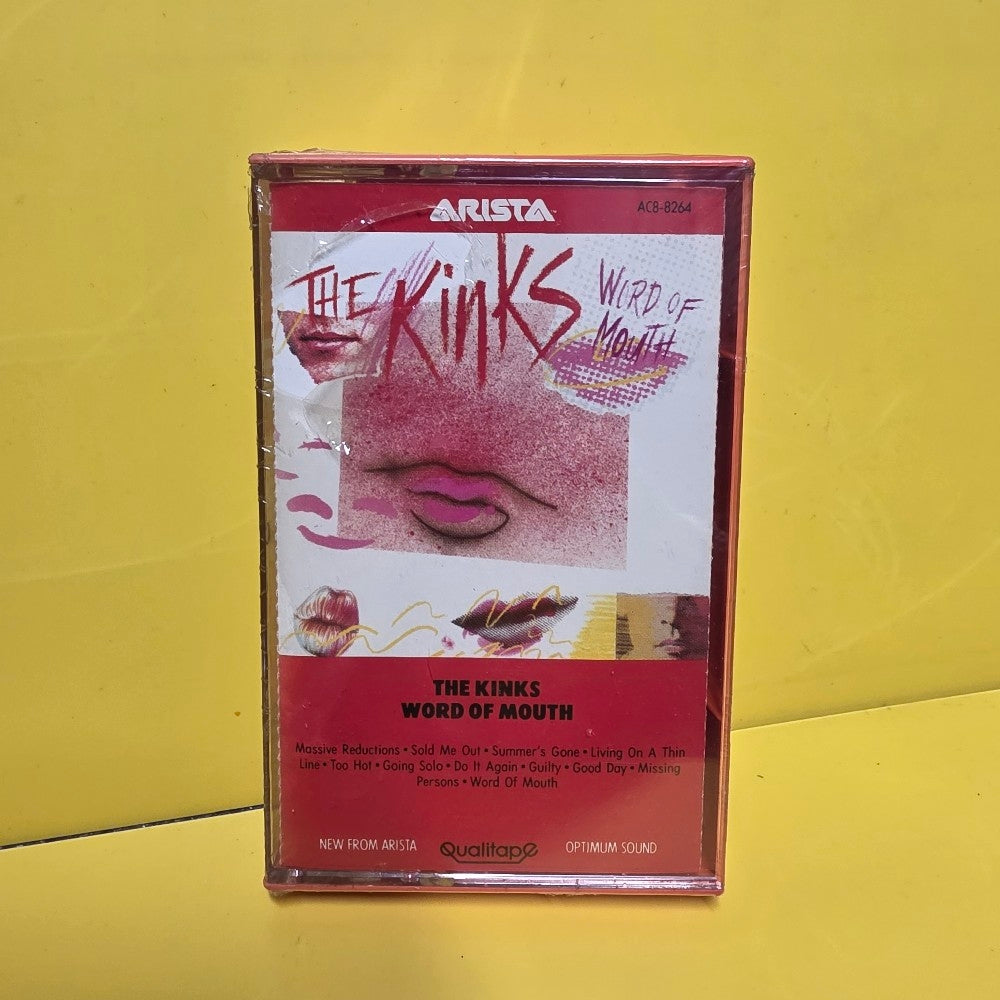 ARISTA
AC8-8264
THE KINKS
WORD OF
MOUTH
THE KINKS
WORD OF MOUTH
Massive Reductions • Sold Me Out • Summer's Gone • Living On A Thin
Line • Too Hot • Going Solo • Do It Again • Guilty • Good Day • Missing
Persons • Word Of Mouth
NEW FROM ARISTA
Qualitape
OPTIMUM SOUND